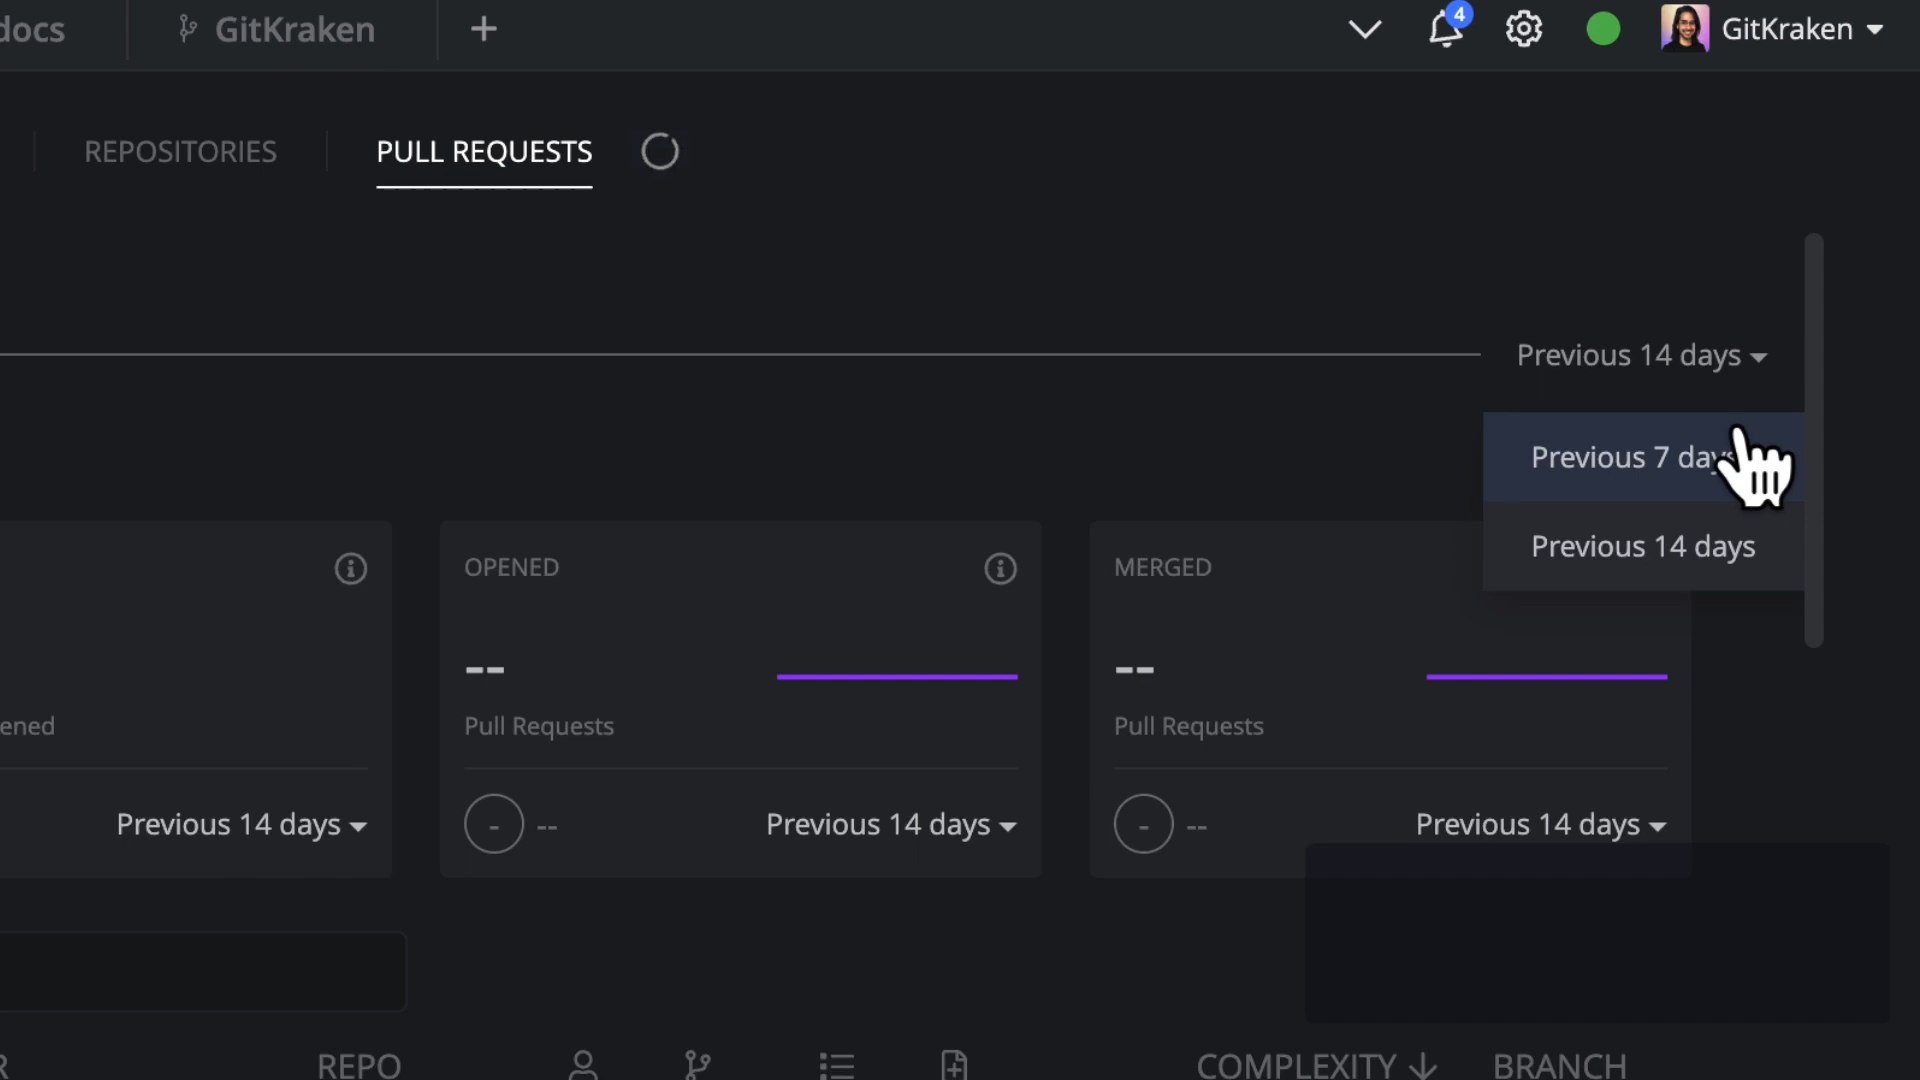 docs
GitKraken
4
GitKraken
REPOSITORIES
PULL REQUESTS
Previous 14 days
Previous 7 days
Previous 14 days
OPENED
MERGED
--
--
ened
Pull Requests
Pull Requests
Previous 14 days
- --
Previous 14 days
- --
Previous 14 days
R
REPO
COMPLEXITY
BRANCH